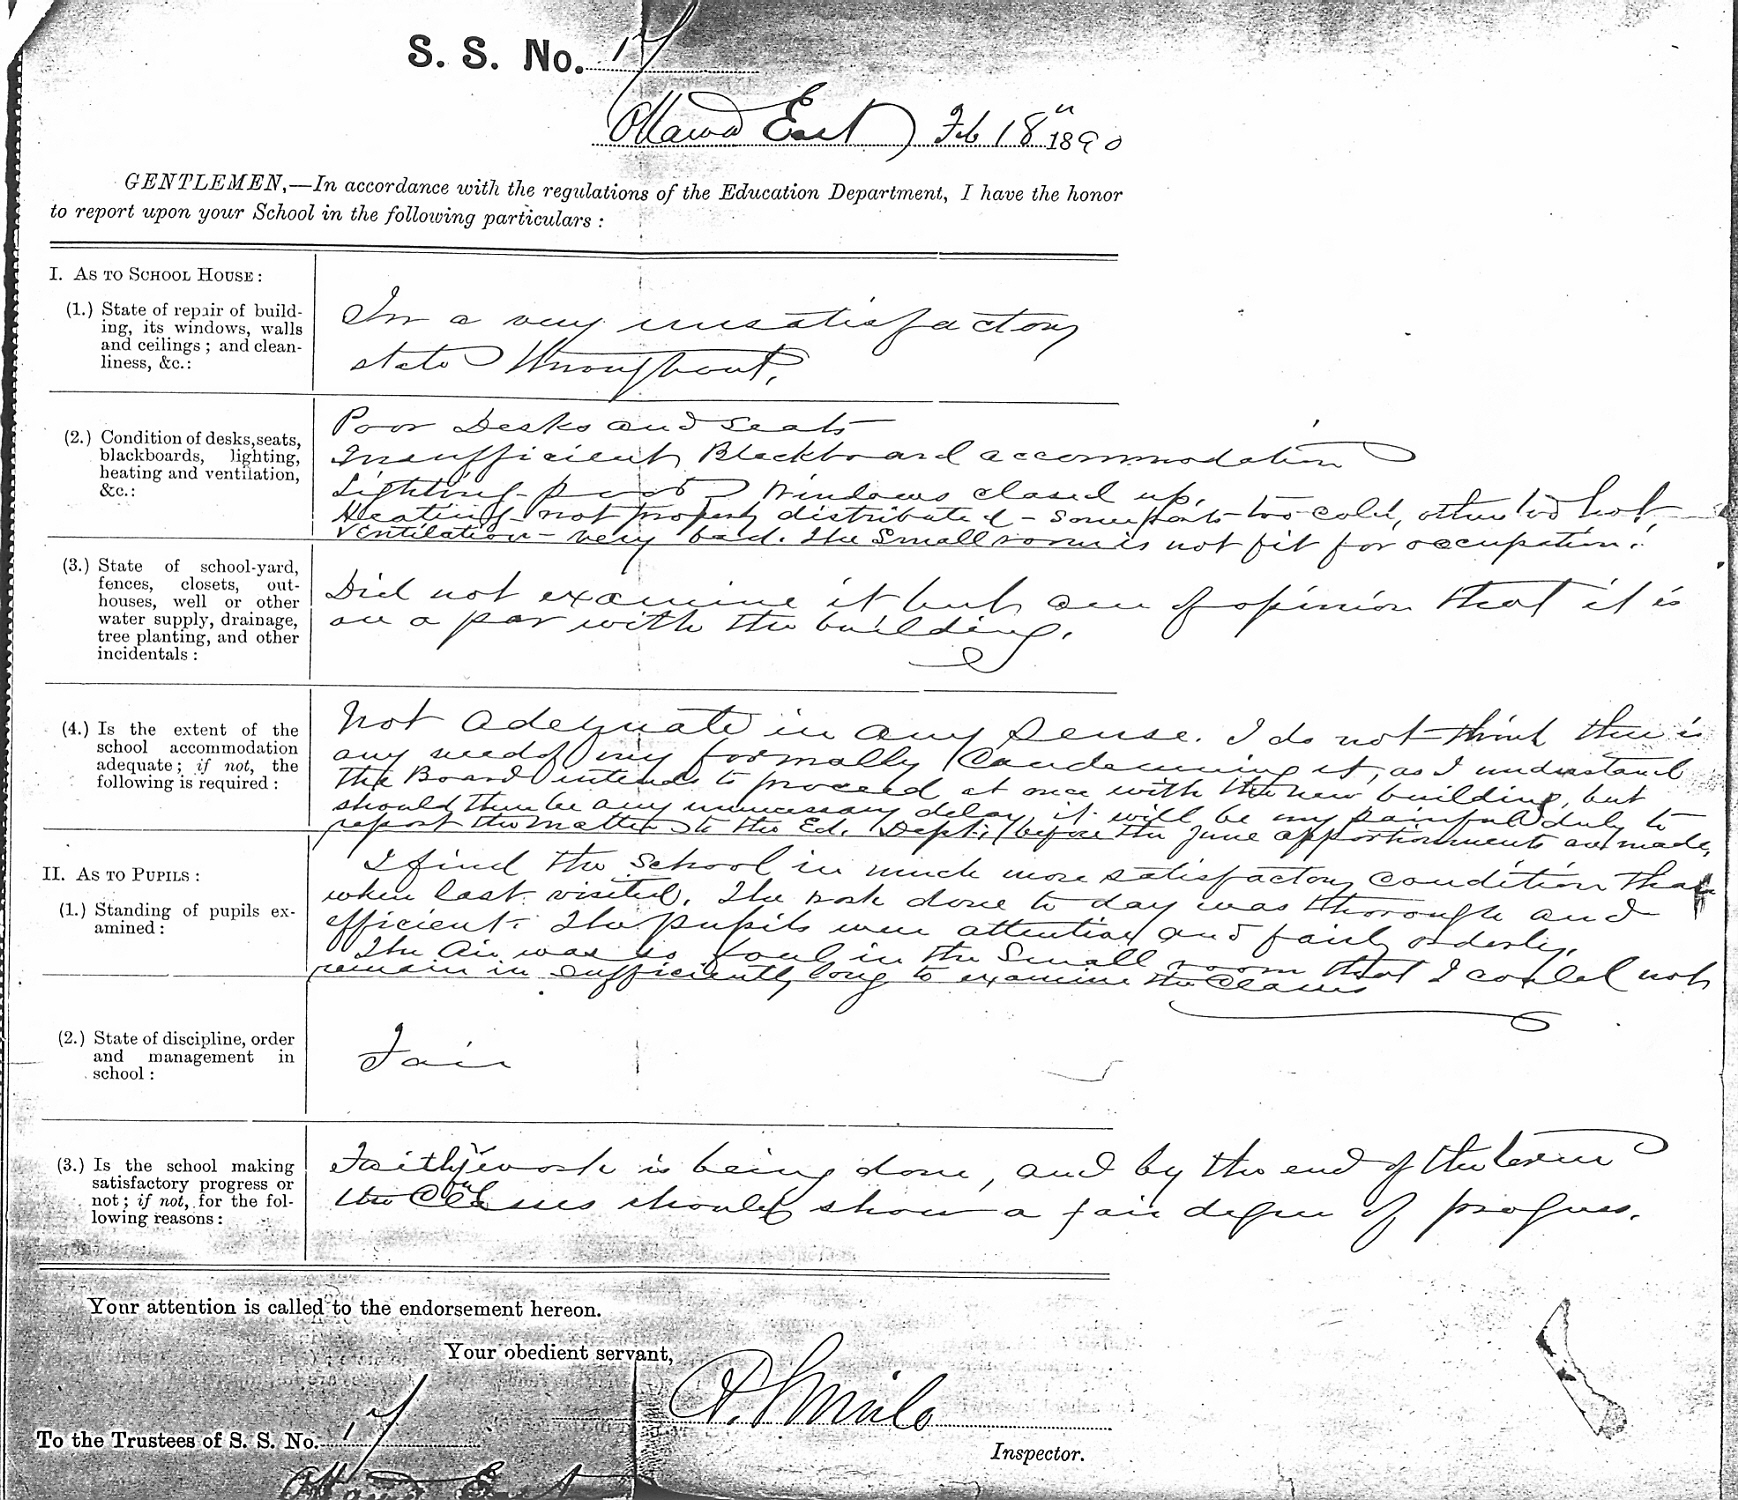 S. S. No. 17
Ottawa East Feb 18th 1890
GENTLEMEN,—In accordance with the regulations of the Education Department, I have the honor
to report upon your School in the following particulars :
I. AS TO SCHOOL HOUSE :
(1.) State of repair of build-
ing, its windows, walls
and ceilings ; and clean-
liness, &c.:
In a very unsatisfactory
state throughout.
(2.) Condition of desks, seats,
blackboards, lighting,
heating and ventilation,
&c.:
Poor Desks and Seats
Insufficient Blackboard accommodation
Lighting - poor Windows closed up.
Heating - not properly distributed - some parts too cold, others too hot,
Ventilation - very bad. The Small room is not fit for occupation.
(3.) State of school-yard,
fences, closets, out-
houses, well or other
water supply, drainage,
tree planting, and other
incidentals :
Did not examine it but am of opinion that it is
on a par with the building.
(4.) Is the extent of the
school accommodation
adequate ; if not, the
following is required :
Not adequate in any sense. I do not think there is
any need of my formally Condemning it, as I understand
the Board intends to proceed at once with the new building, but
should there be any unnecessary delay it will be my painful duty to
report the matter to the Ed. Dept. before the June apportionments are made.
II. AS TO PUPILS :
(1.) Standing of pupils ex-
amined :
I find the School in much more satisfactory condition than
when last visited. The work done to day was thorough and
efficient. The pupils were attentive and fairly orderly.
The Air was so foul in the Small room that I could not
remain in sufficiently long to examine the Classes
(2.) State of discipline, order
and management in
school :
Fair
(3.) Is the school making
satisfactory progress or
not ; if not, for the fol-
lowing reasons :
Faithful work is being done, and by the end of the term
the Classes should show a fair degree of progress.
Your attention is called to the endorsement hereon.
Your obedient servant,
Inspector.
To the Trustees of S. S. No. 17
Ottawa East